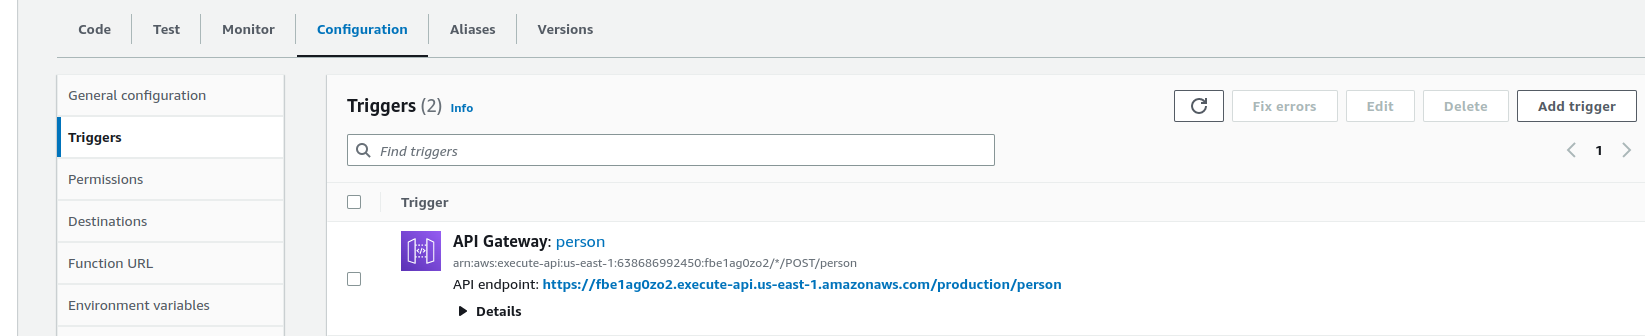 Code Test Monitor Configuration Aliases Versions
General configuration
Triggers
Permissions
Destinations
Function URL
Environment variables
Triggers (2) Info
Fix errors Edit Delete Add trigger
Find triggers
1
Trigger
API Gateway: person
arn:aws:execute-api:us-east-1:638686992450:fbe1ag0zo2/*/POST/person
API endpoint: https://fbe1ag0zo2.execute-api.us-east-1.amazonaws.com/production/person
Details